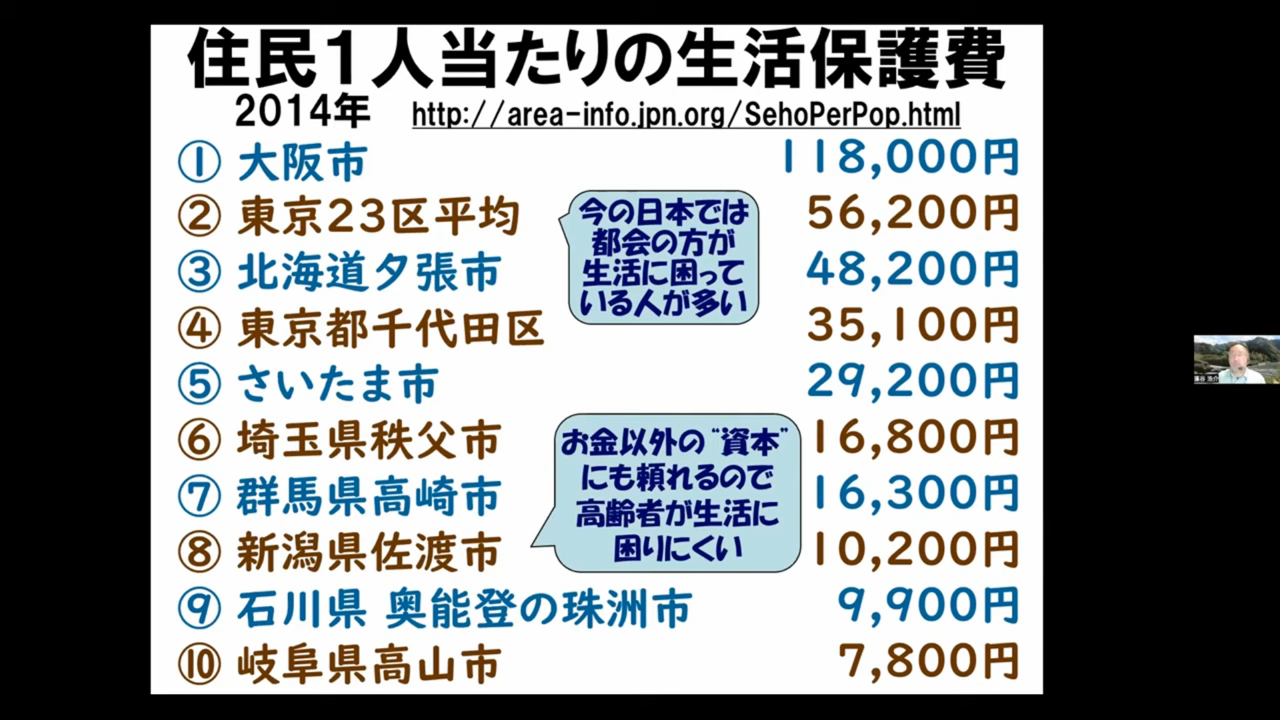 住民1人当たりの生活保護費
2014年 http://area-info.jpn.org/SehoPerPop.html
① 大阪市 118,000円
② 東京23区平均 56,200円
今の日本では
都会の方が
生活に困って
いる人が多い
③ 北海道夕張市 48,200円
④ 東京都千代田区 35,100円
⑤ さいたま市 29,200円
⑥ 埼玉県秩父市 16,800円
お金以外の“資本”
にも頼れるので
高齢者が生活に
困りにくい
⑦ 群馬県高崎市 16,300円
⑧ 新潟県佐渡市 10,200円
⑨ 石川県 奥能登の珠洲市 9,900円
⑩ 岐阜県高山市 7,800円